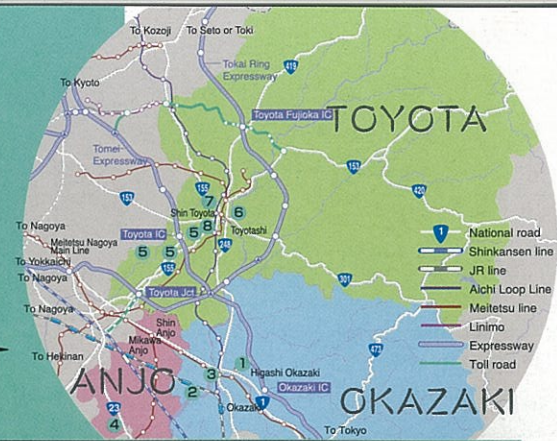 To Kozoji
To Seto or Toki
419
Tokai Ring
Expressway
To Kyoto
Toyota Fujioka IC
TOYOTA
Tomei
Expressway
153
153
155
420
7
Shin Toyota
6
8
5
Toyotashi
To Nagoya
Toyota IC
248
Meitetsu Nagoya
Main Line
5
5
155
To Yokkaichi
To Nagoya
301
Toyota Jct.
To Nagoya
Shin
Anjo
Mikawa
Anjo
473
To Hekinan
1
Higashi Okazaki
3
ANJO
2
Okazaki IC
Okazaki
1
OKAZAKI
23
4
To Tokyo
1 National road
Shinkansen line
JR line
Aichi Loop Line
Meitetsu line
Linimo
Expressway
Toll road